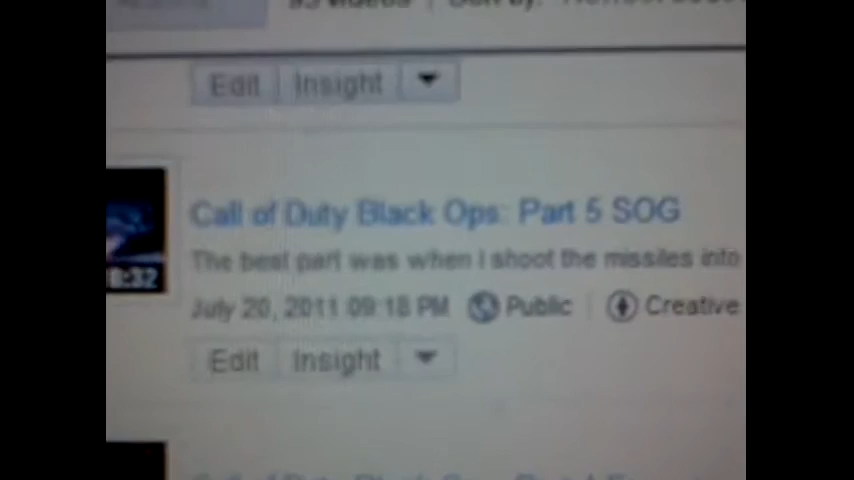 Edit Insight
Call of Duty Black Ops: Part 5 SOG
The best part was when I shoot the missiles into
8:32
July 20, 2011 09:18 PM Public Creative
Edit Insight